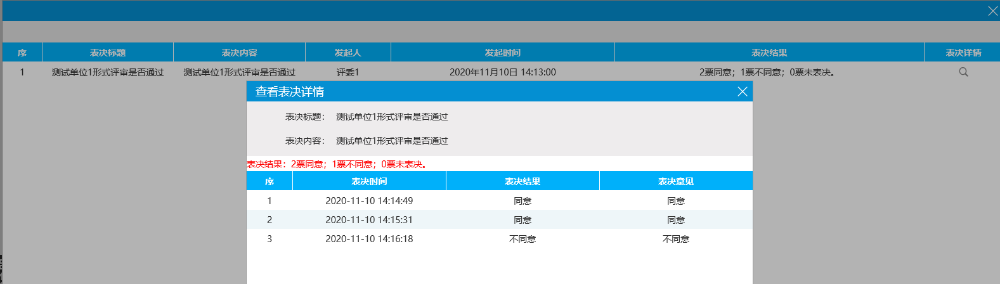 序 表决标题 表决内容 发起人 发起时间 表决结果 表决详情
1 测试单位1形式评审是否通过 测试单位1形式评审是否通过 评委1 2020年11月10日 14:13:00 2票同意；1票不同意；0票未表决。
查看表决详情
表决标题： 测试单位1形式评审是否通过
表决内容： 测试单位1形式评审是否通过
表决结果：2票同意；1票不同意；0票未表决。
序 表决时间 表决结果 表决意见
1 2020-11-10 14:14:49 同意 同意
2 2020-11-10 14:15:31 同意 同意
3 2020-11-10 14:16:18 不同意 不同意